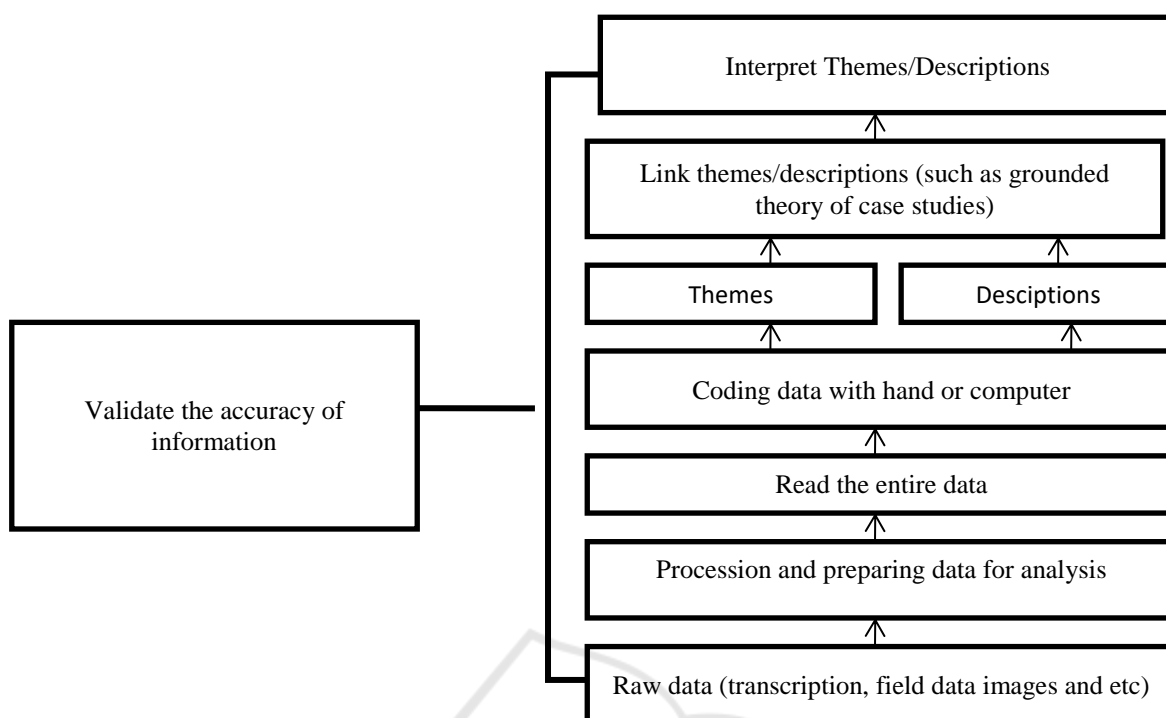 Interpret Themes/Descriptions
Link themes/descriptions (such as grounded
theory of case studies)
Themes
Desciptions
Validate the accuracy of
information
Coding data with hand or computer
Read the entire data
Procession and preparing data for analysis
Raw data (transcription, field data images and etc)